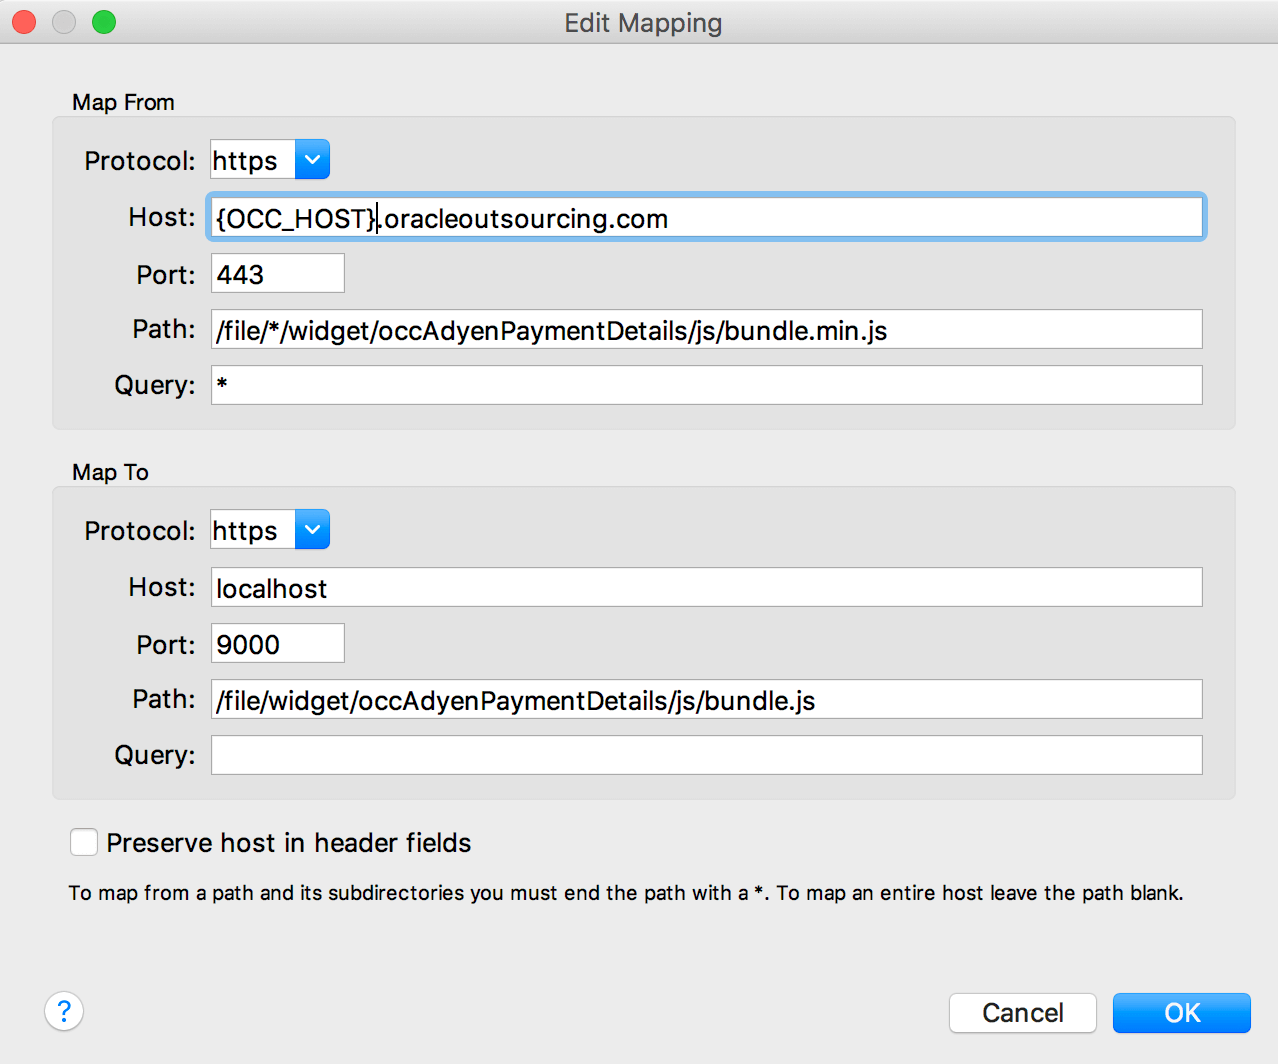 Edit Mapping
Map From
Protocol: https
Host: {OCC_HOST}.oracleoutsourcing.com
Port: 443
Path: /file/*/widget/occAdyenPaymentDetails/js/bundle.min.js
Query: *
Map To
Protocol: https
Host: localhost
Port: 9000
Path: /file/widget/occAdyenPaymentDetails/js/bundle.js
Query:
Preserve host in header fields
To map from a path and its subdirectories you must end the path with a *. To map an entire host leave the path blank.
? Cancel OK